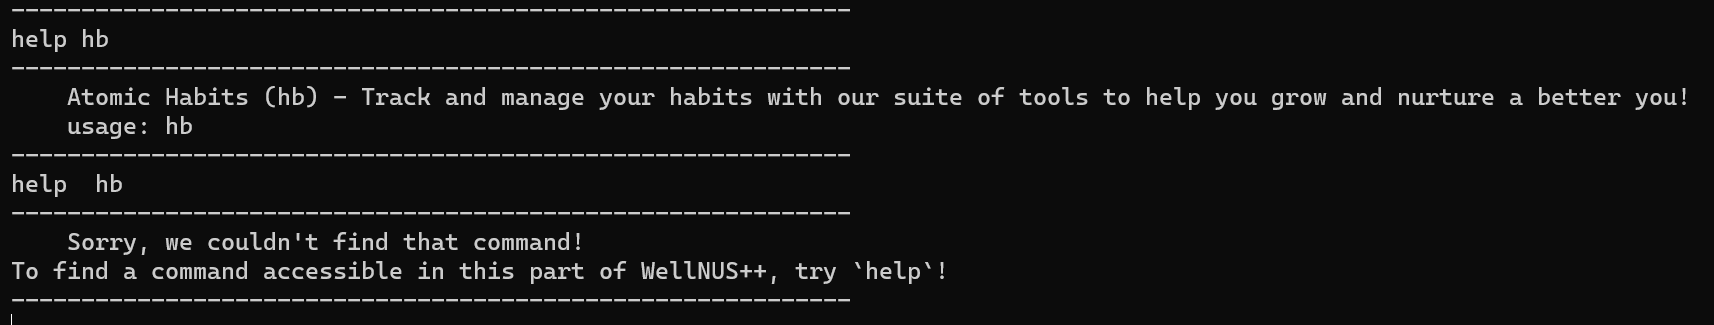 ------------------------------------------------------------
help hb
------------------------------------------------------------
    Atomic Habits (hb) - Track and manage your habits with our suite of tools to help you grow and nurture a better you!
    usage: hb
------------------------------------------------------------
help  hb
------------------------------------------------------------
    Sorry, we couldn't find that command!
To find a command accessible in this part of WellNUS++, try `help`!
------------------------------------------------------------